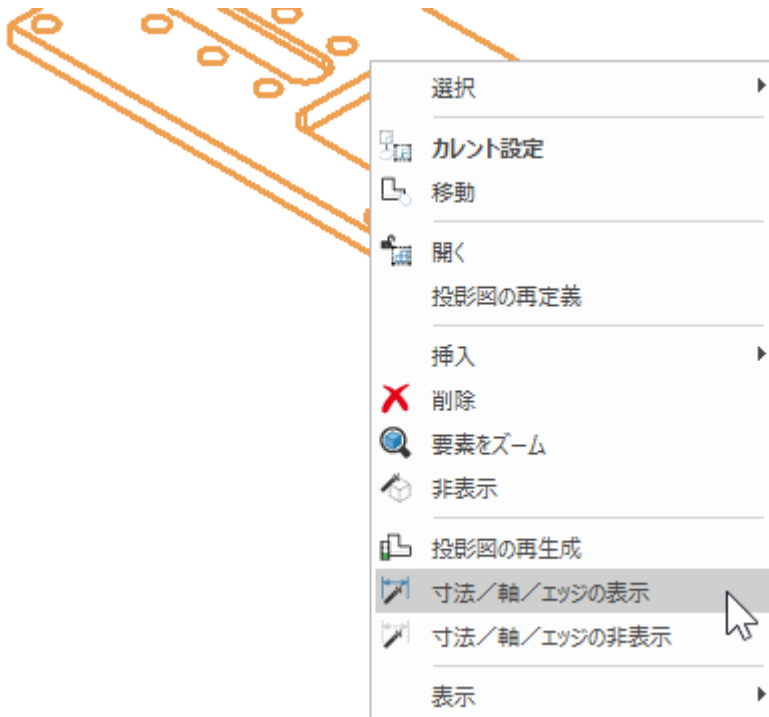 選択
カレント設定
移動
開く
投影図の再定義
挿入
削除
要素をズーム
非表示
投影図の再生成
寸法／軸／エッジの表示
寸法／軸／エッジの非表示
表示